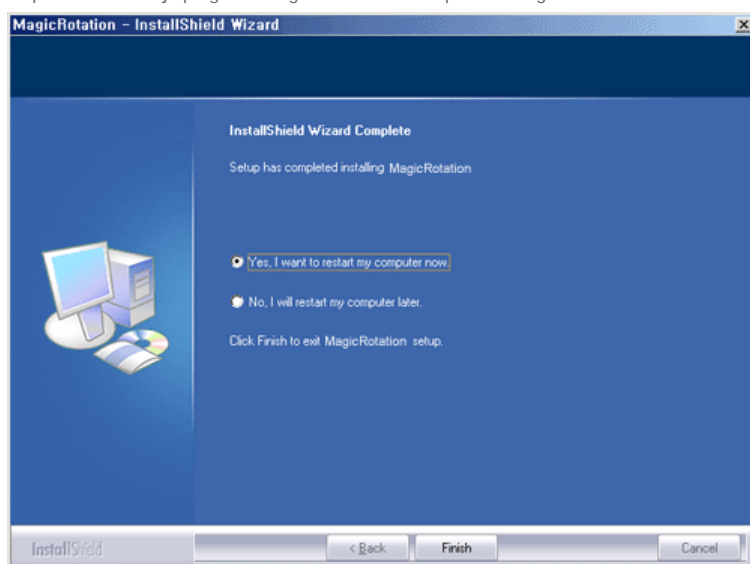 MagicRotation – InstallShield Wizard
InstallShield Wizard Complete
Setup has completed installing MagicRotation
Yes, I want to restart my computer now.
No, I will restart my computer later.
Click Finish to exit MagicRotation setup.
InstallShield
< Back Finish Cancel